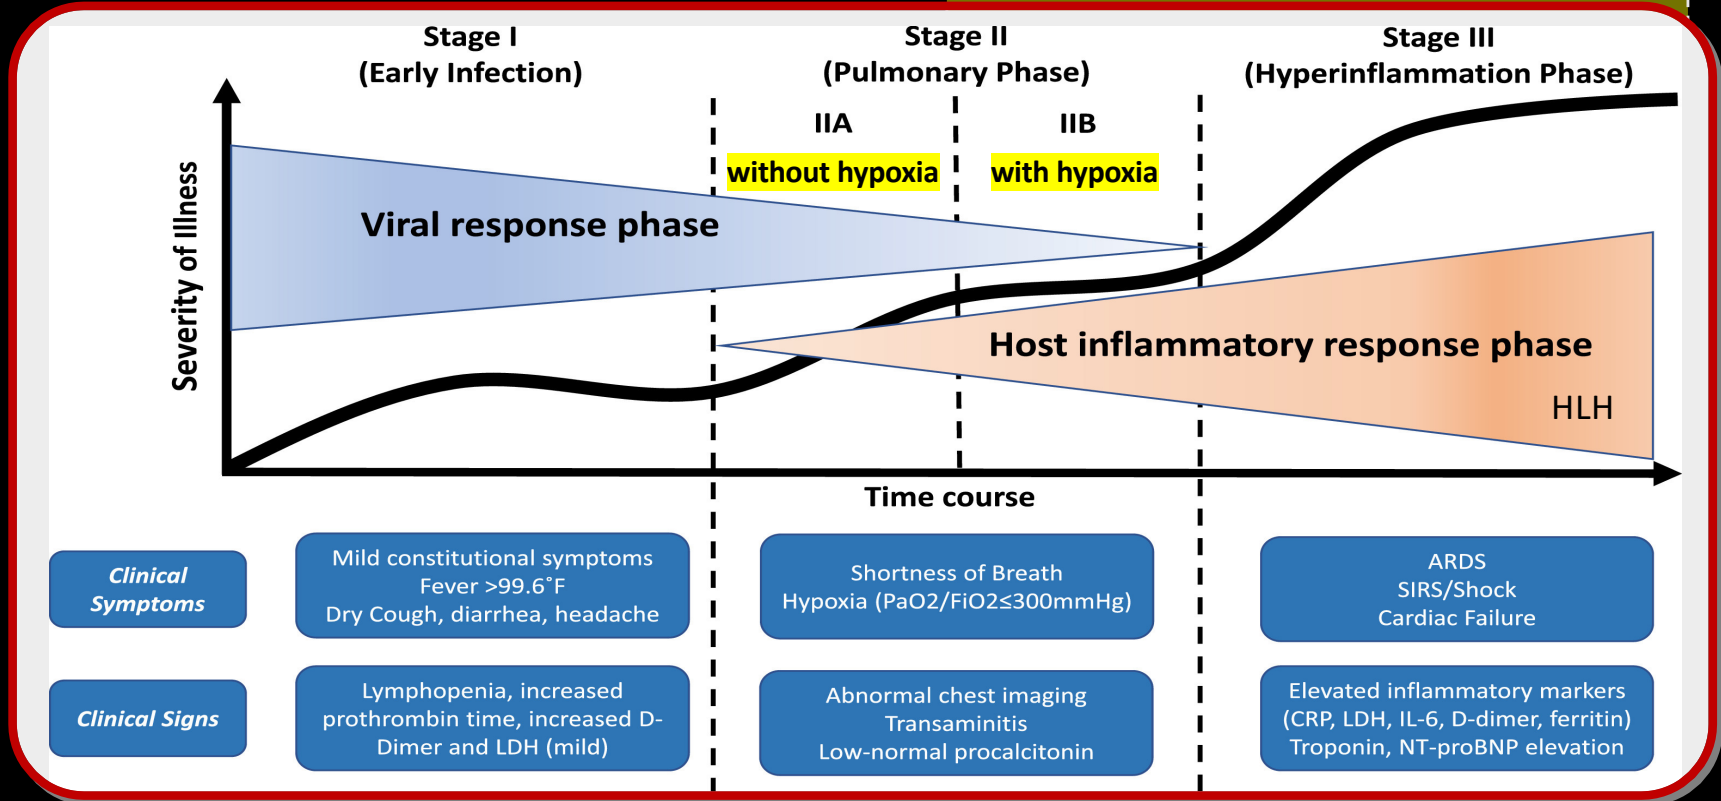 Stage I
(Early Infection)
Stage II
(Pulmonary Phase)
Stage III
(Hyperinflammation Phase)
IIA
IIB
without hypoxia
with hypoxia
Severity of Illness
Viral response phase
Host inflammatory response phase
HLH
Time course
Clinical
Symptoms
Mild constitutional symptoms
Fever >99.6°F
Dry Cough, diarrhea, headache
Shortness of Breath
Hypoxia (PaO2/FiO2≤300mmHg)
ARDS
SIRS/Shock
Cardiac Failure
Clinical Signs
Lymphopenia, increased
prothrombin time, increased D-
Dimer and LDH (mild)
Abnormal chest imaging
Transaminitis
Low-normal procalcitonin
Elevated inflammatory markers
(CRP, LDH, IL-6, D-dimer, ferritin)
Troponin, NT-proBNP elevation